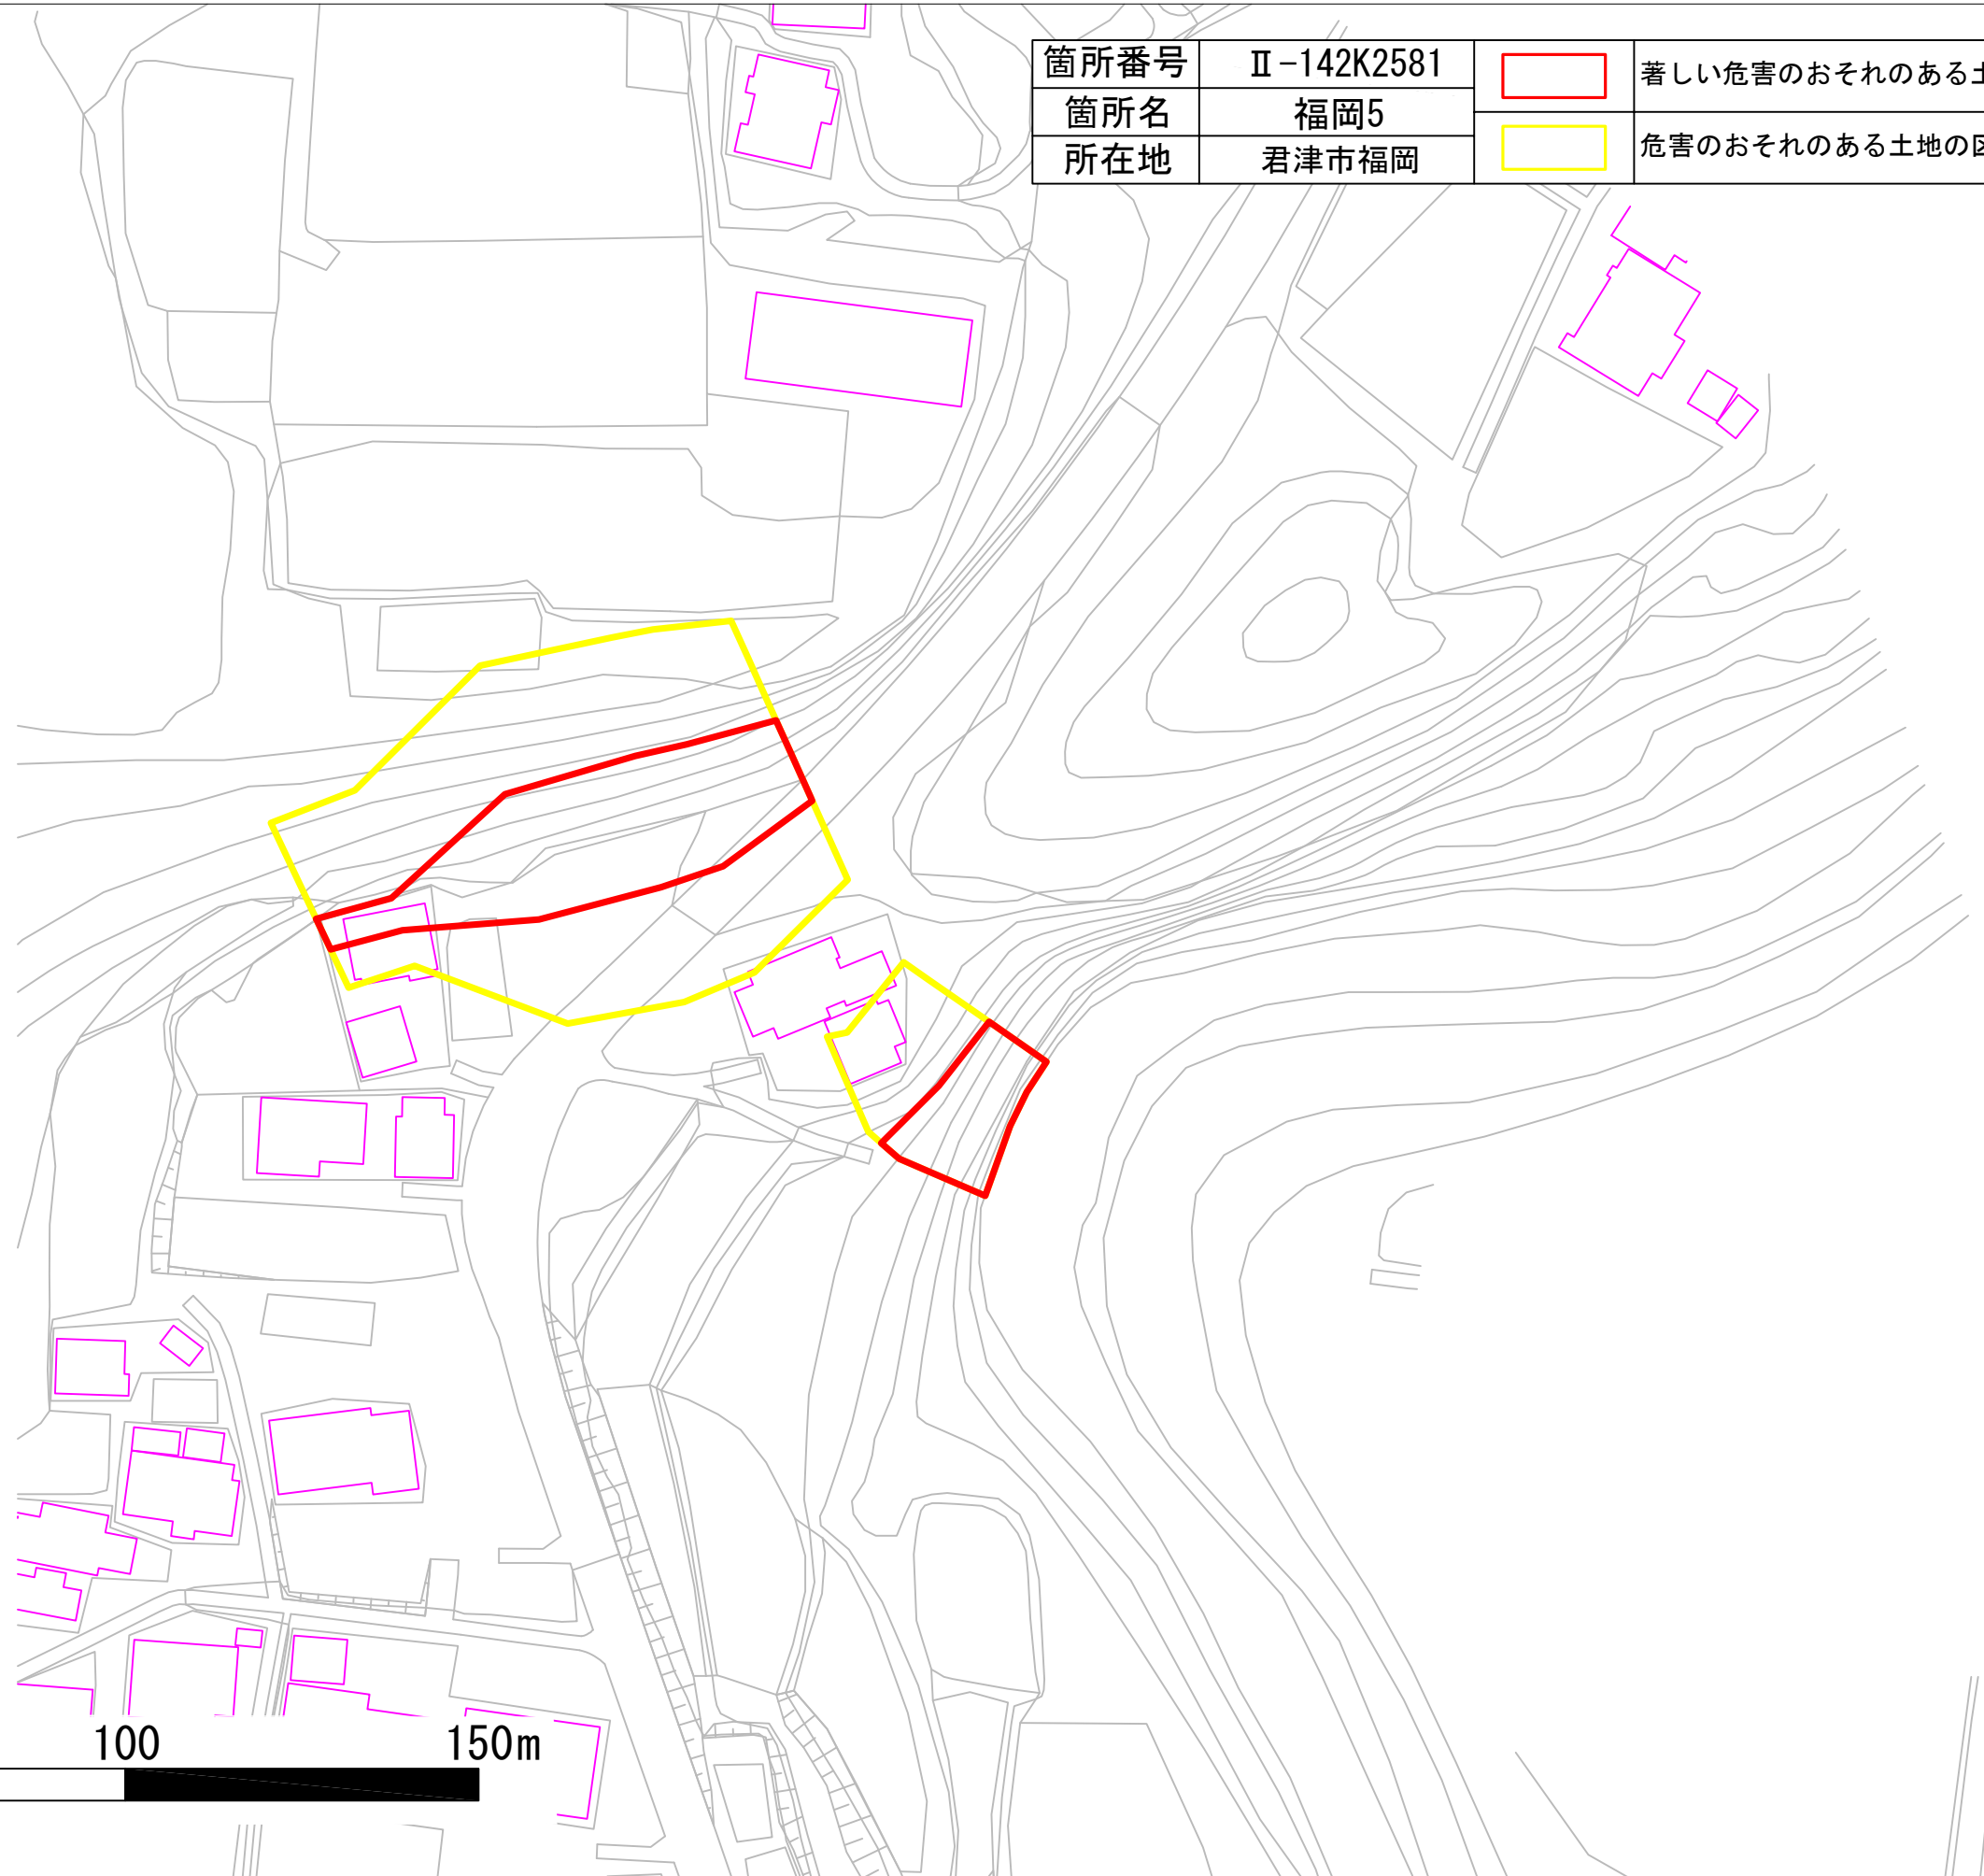 箇所番号 Ⅱ-142K2581
箇所名 福岡5
所在地 君津市福岡
著しい危害のおそれのある土
危害のおそれのある土地の区
100 150m